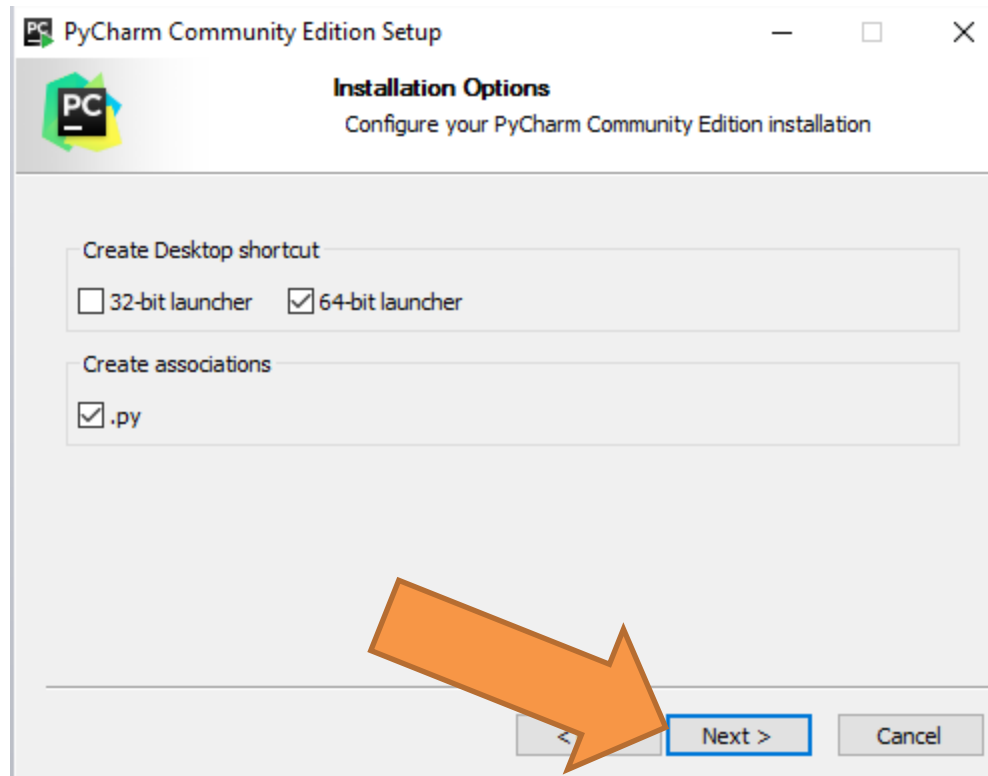 PC PyCharm Community Edition Setup
PC
Installation Options
Configure your PyCharm Community Edition installation
Create Desktop shortcut
32-bit launcher 64-bit launcher
Create associations
.py
< Next > Cancel